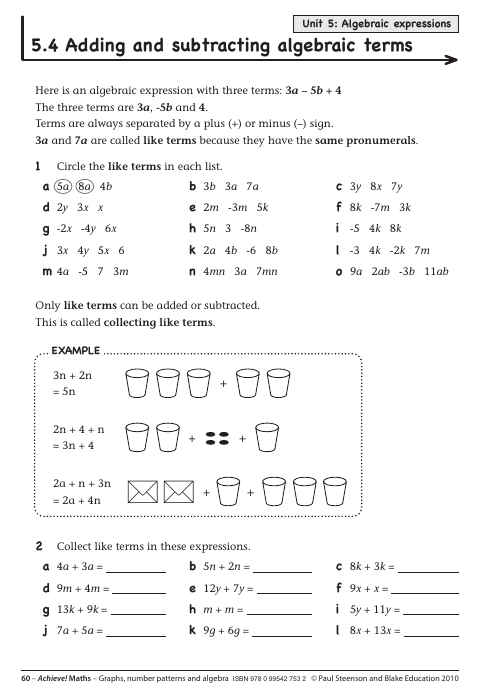 Unit 5: Algebraic expressions
5.4 Adding and subtracting algebraic terms
Here is an algebraic expression with three terms: 3a – 5b + 4
The three terms are 3a, -5b and 4.
Terms are always separated by a plus (+) or minus (–) sign.
3a and 7a are called like terms because they have the same pronumerals.
1 Circle the like terms in each list.
a 5a 8a 4b b 3b 3a 7a c 3y 8x 7y
d 2y 3x x e 2m -3m 5k f 8k -7m 3k
g -2x -4y 6x h 5n 3 -8n i -5 4k 8k
j 3x 4y 5x 6 k 2a 4b -6 8b l -3 4k -2k 7m
m 4a -5 7 3m n 4mn 3a 7mn o 9a 2ab -3b 11ab
Only like terms can be added or subtracted.
This is called collecting like terms.
EXAMPLE
3n + 2n
= 5n
+
2n + 4 + n
= 3n + 4
+ +
2a + n + 3n
= 2a + 4n
+ +
2 Collect like terms in these expressions.
a 4a + 3a = b 5n + 2n = c 8k + 3k =
d 9m + 4m = e 12y + 7y = f 9x + x =
g 13k + 9k = h m + m = i 5y + 11y =
j 7a + 5a = k 9g + 6g = l 8x + 13x =
60 – Achieve! Maths – Graphs, number patterns and algebra ISBN 978 0 99542 753 2 © Paul Steenson and Blake Education 2010